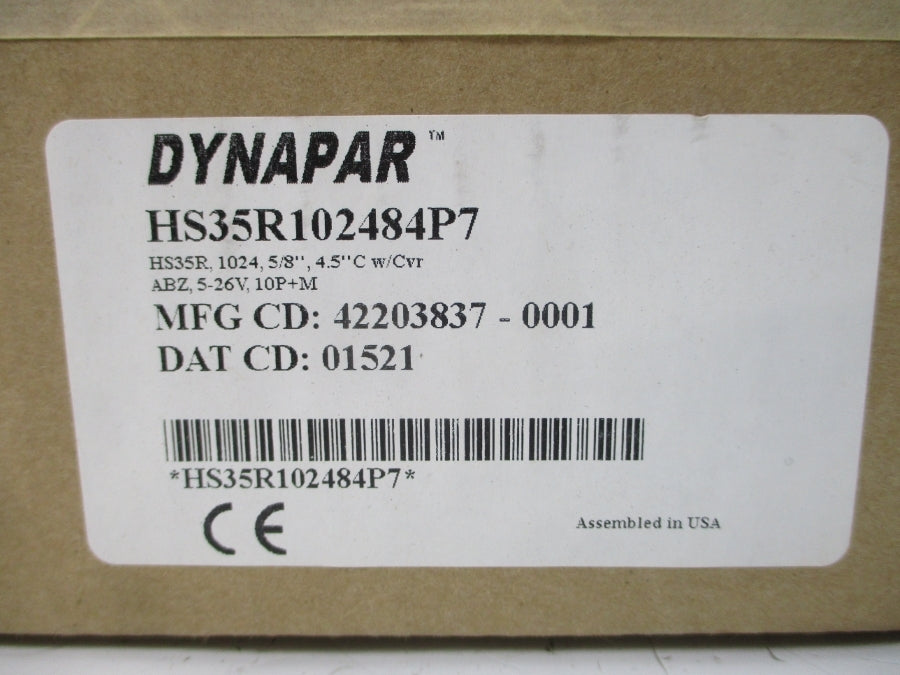 DYNAPAR™
HS35R102484P7
HS35R, 1024, 5/8'', 4.5''C w/Cvr
ABZ, 5-26V, 10P+M
MFG CD: 42203837 - 0001
DAT CD: 01521
*HS35R102484P7*
CE
Assembled in USA